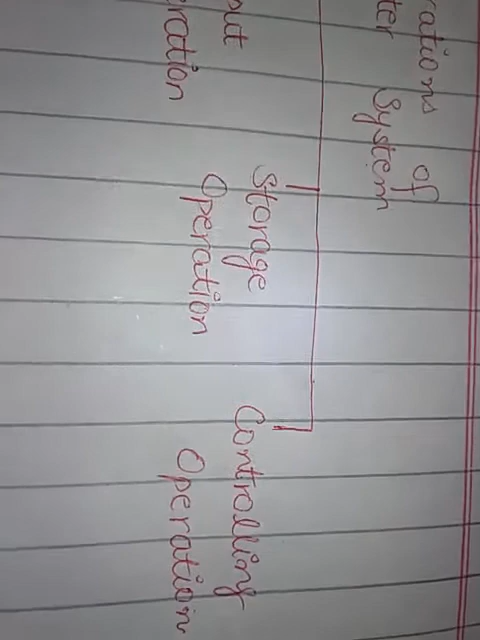 rations of
ter System
put
ration
Storage
Operation
Controlling
Operation